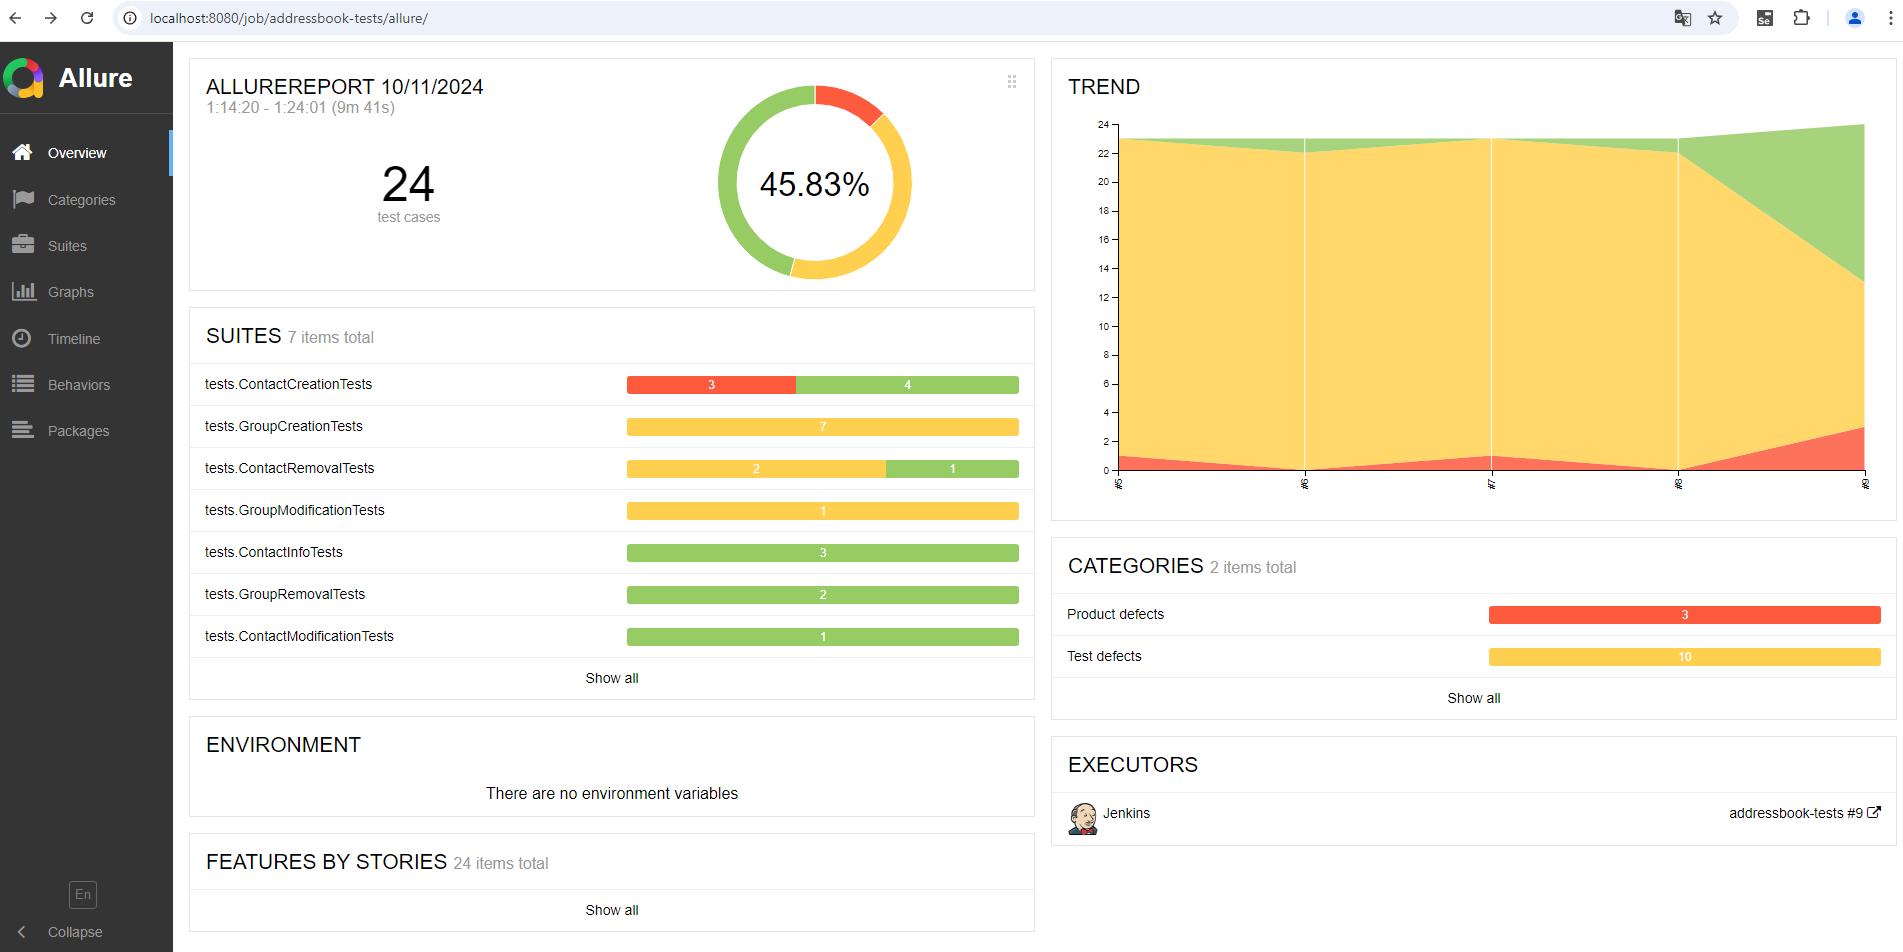 localhost:8080/job/addressbook-tests/allure/
Se
Allure
Overview
Categories
Suites
Graphs
Timeline
Behaviors
Packages
En
Collapse
ALLUREREPORT 10/11/2024
1:14:20 - 1:24:01 (9m 41s)
24
test cases
45.83%
SUITES 7 items total
tests.ContactCreationTests 3 4
tests.GroupCreationTests 7
tests.ContactRemovalTests 2 1
tests.GroupModificationTests 1
tests.ContactInfoTests 3
tests.GroupRemovalTests 2
tests.ContactModificationTests 1
Show all
ENVIRONMENT
There are no environment variables
FEATURES BY STORIES 24 items total
Show all
TREND
24
22
20
18
16
14
12
10
8
6
4
2
0
#5 #6 #7 #8 #9
CATEGORIES 2 items total
Product defects 3
Test defects 10
Show all
EXECUTORS
Jenkins addressbook-tests #9